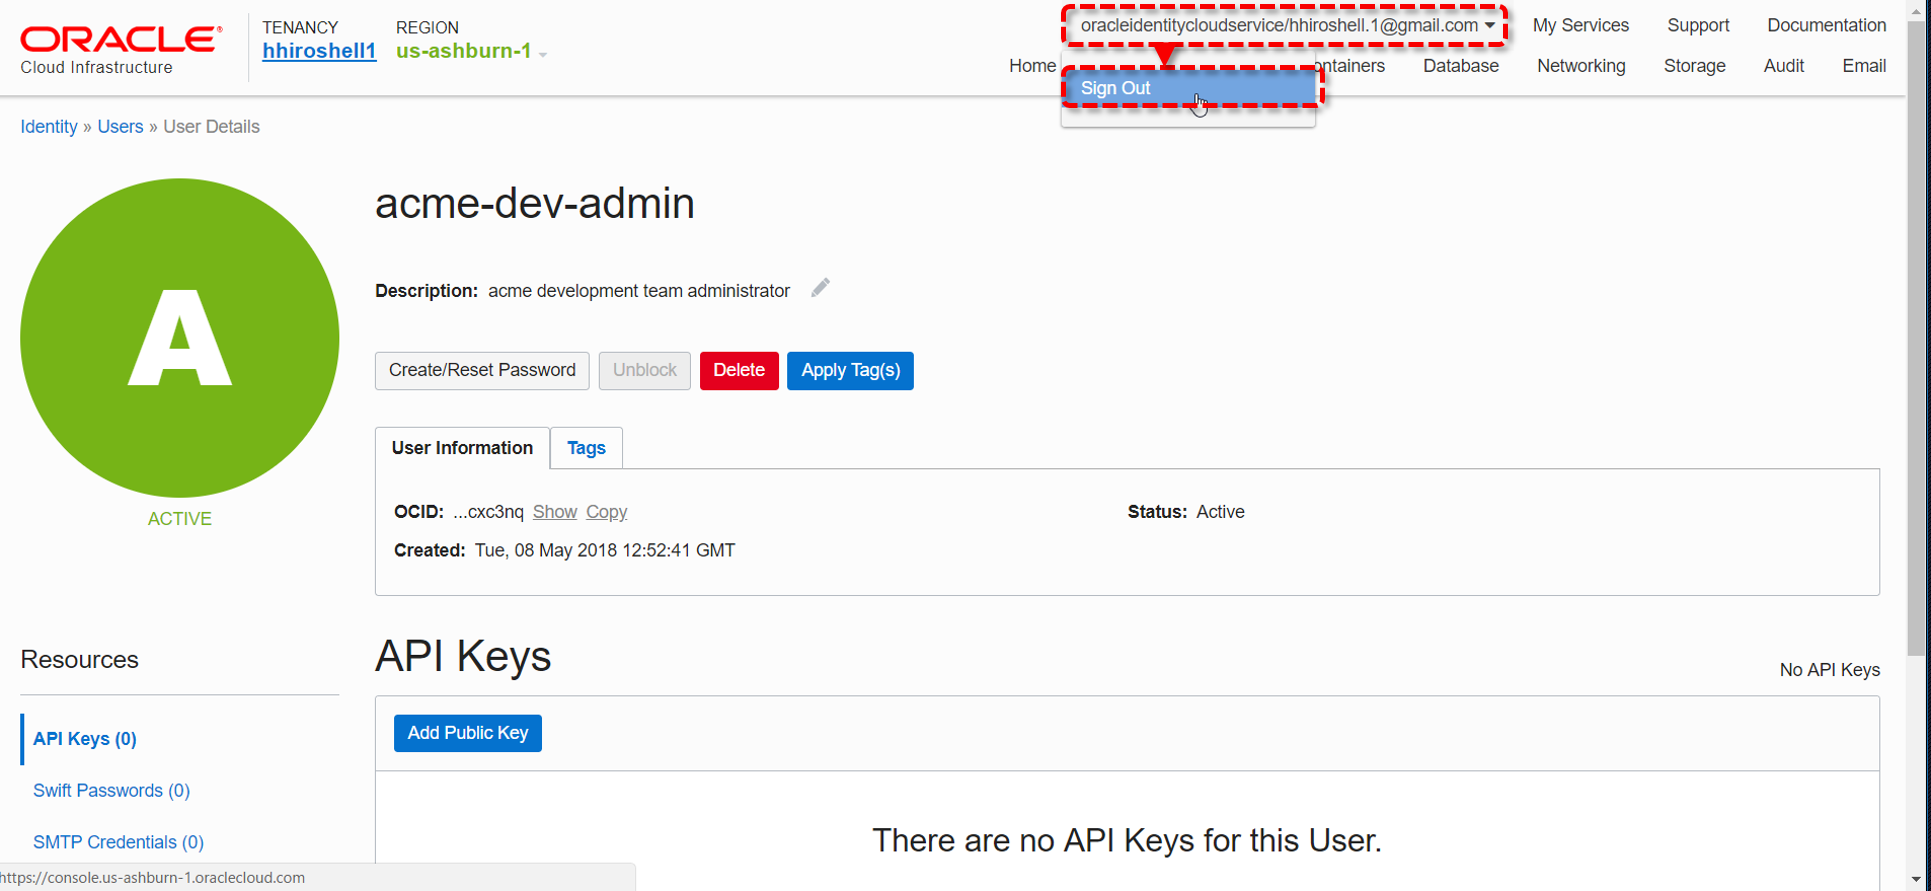 ORACLE®
Cloud Infrastructure
TENANCY
hhiroshell1
REGION
us-ashburn-1
oracleidentitycloudservice/hhiroshell.1@gmail.com
My Services
Support
Documentation
Home
ontainers
Database
Networking
Storage
Audit
Email
Sign Out
Identity » Users » User Details
A
ACTIVE
acme-dev-admin
Description: acme development team administrator
Create/Reset Password
Unblock
Delete
Apply Tag(s)
User Information
Tags
OCID: ...cxc3nq Show Copy
Status: Active
Created: Tue, 08 May 2018 12:52:41 GMT
Resources
API Keys (0)
Swift Passwords (0)
SMTP Credentials (0)
API Keys
No API Keys
Add Public Key
There are no API Keys for this User.
https://console.us-ashburn-1.oraclecloud.com